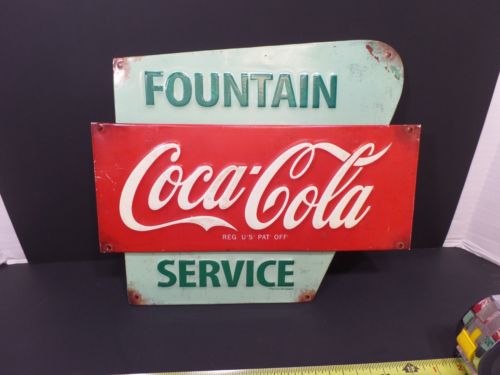 FOUNTAIN
Coca-Cola
REG U'S' PAT' OFF'
SERVICE